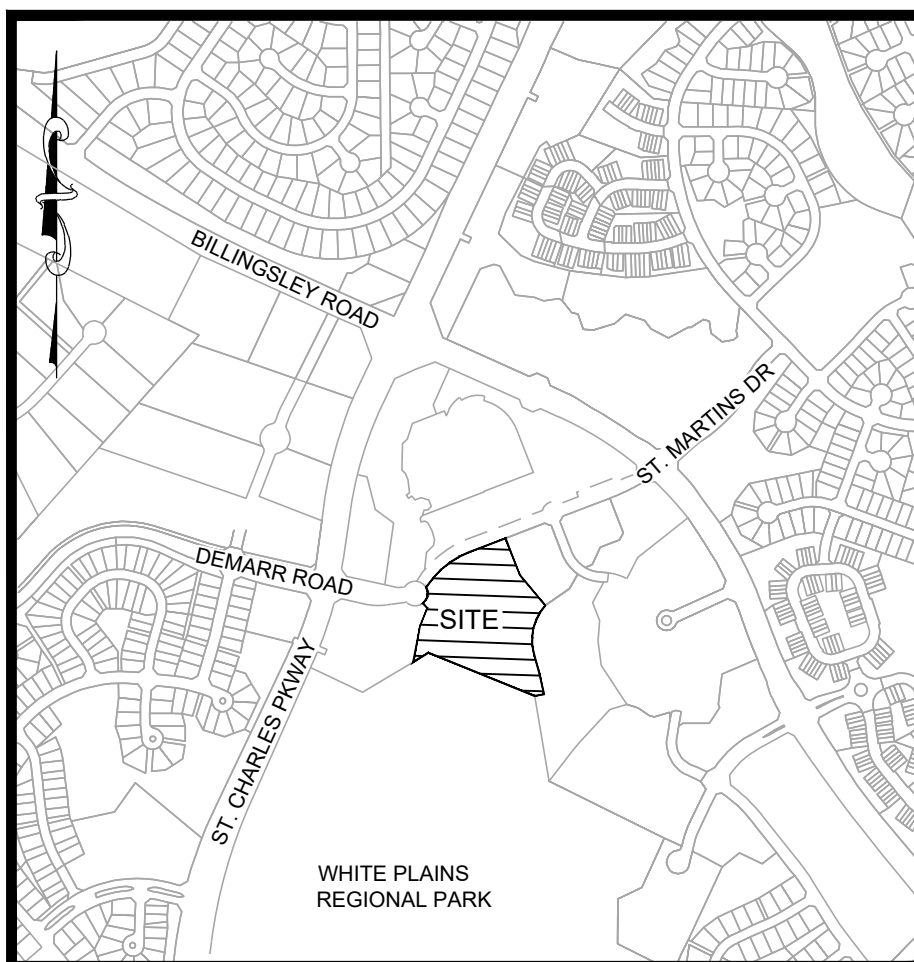 BILLINGSLEY ROAD
ST. MARTINS DR
DEMARR ROAD
SITE
ST. CHARLES PKWAY
WHITE PLAINS
REGIONAL PARK